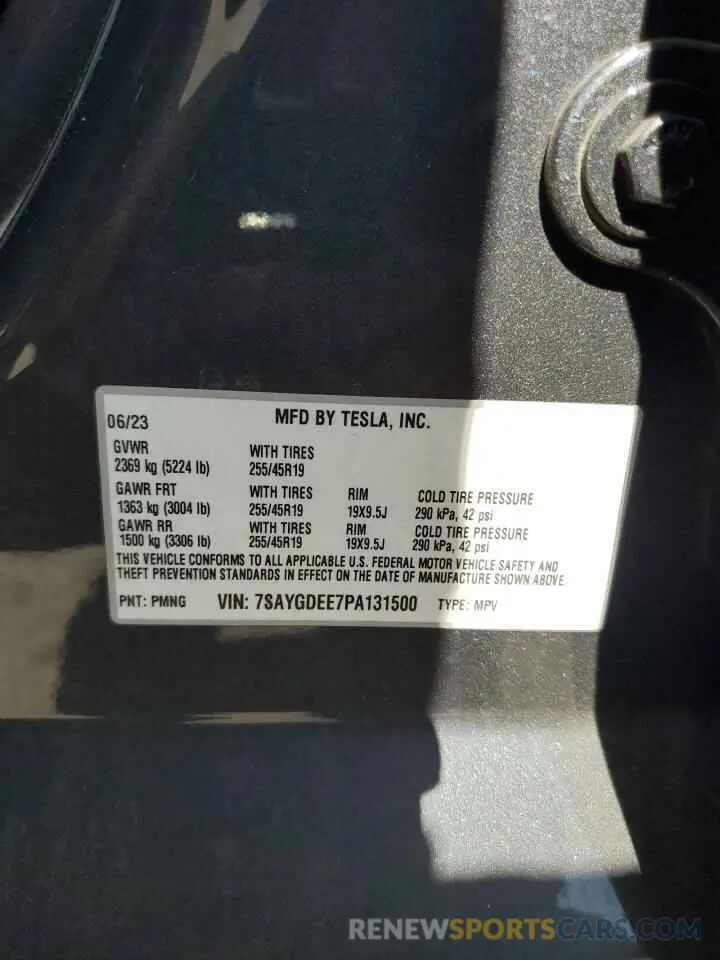 06/23 MFD BY TESLA, INC.
GVWR WITH TIRES
2369 kg (5224 lb) 255/45R19
GAWR FRT WITH TIRES RIM COLD TIRE PRESSURE
1363 kg (3004 lb) 255/45R19 19X9.5J 290 kPa, 42 psi
GAWR RR WITH TIRES RIM COLD TIRE PRESSURE
1500 kg (3306 lb) 255/45R19 19X9.5J 290 kPa, 42 psi
THIS VEHICLE CONFORMS TO ALL APPLICABLE U.S. FEDERAL MOTOR VEHICLE SAFETY AND
THEFT PREVENTION STANDARDS IN EFFECT ON THE DATE OF MANUFACTURE SHOWN ABOVE
PNT: PMNG VIN: 7SAYGDEE7PA131500 TYPE: MPV
RENEWSPORTSCARS.COM